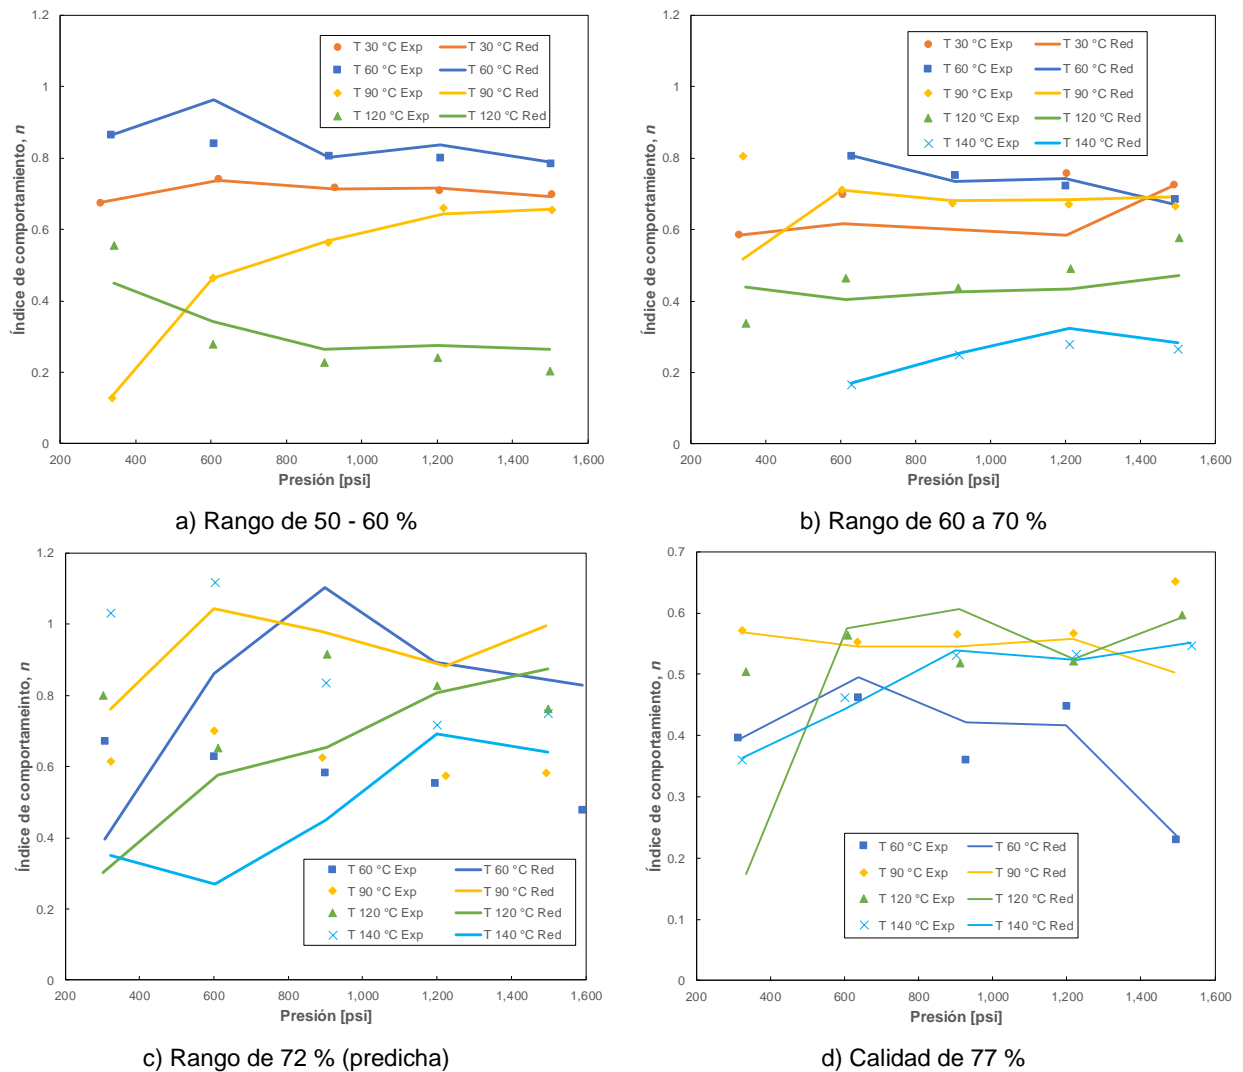 1.2
1
0.8
0.6
0.4
0.2
0
Índice de comportamiento, n
T 30 °C Exp T 30 °C Red
T 60 °C Exp T 60 °C Red
T 90 °C Exp T 90 °C Red
T 120 °C Exp T 120 °C Red
200 400 600 800 1,000 1,200 1,400 1,600
Presión [psi]
a) Rango de 50 - 60 %
1.2
1
0.8
0.6
0.4
0.2
0
Índice de comportamiento, n
T 30 °C Exp T 30 °C Red
T 60 °C Exp T 60 °C Red
T 90 °C Exp T 90 °C Red
T 120 °C Exp T 120 °C Red
T 140 °C Exp T 140 °C Red
200 400 600 800 1,000 1,200 1,400 1,600
Presión [psi]
b) Rango de 60 a 70 %
1.2
1
0.8
0.6
0.4
0.2
0
Índice de comportameinto, n
T 60 °C Exp T 60 °C Red
T 90 °C Exp T 90 °C Red
T 120 °C Exp T 120 °C Red
T 140 °C Exp T 140 °C Red
200 400 600 800 1,000 1,200 1,400 1,600
Presión [psi]
c) Rango de 72 % (predicha)
0.7
0.6
0.5
0.4
0.3
0.2
0.1
0
Índice de comportamiento, n
T 60 °C Exp T 60 °C Red
T 90 °C Exp T 90 °C Red
T 120 °C Exp T 120 °C Red
T 140 °C Exp T 140 °C Red
200 400 600 800 1,000 1,200 1,400 1,600
Presión [psi]
d) Calidad de 77 %